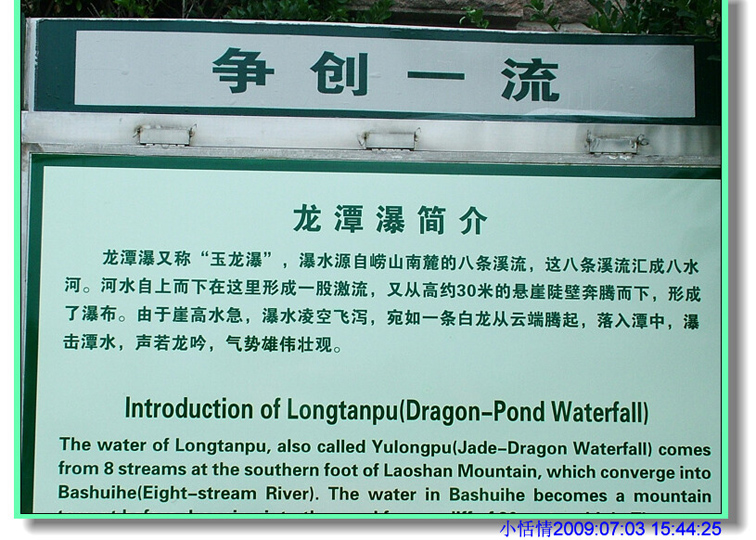 争创一流
龙潭瀑简介
龙潭瀑又称“玉龙瀑”，瀑水源自崂山南麓的八条溪流，这八条溪流汇成八水
河。河水自上而下在这里形成一股激流，又从高约30米的悬崖陡壁奔腾而下，形成
了瀑布。由于崖高水急，瀑水凌空飞泻，宛如一条白龙从云端腾起，落入潭中，瀑
击潭水，声若龙吟，气势雄伟壮观。
Introduction of Longtanpu(Dragon-Pond Waterfall)
The water of Longtanpu, also called Yulongpu(Jade-Dragon Waterfall) comes
from 8 streams at the southern foot of Laoshan Mountain, which converge into
Bashuihe(Eight-stream River). The water in Bashuihe becomes a mountain
小恬情2009:07:03 15:44:25